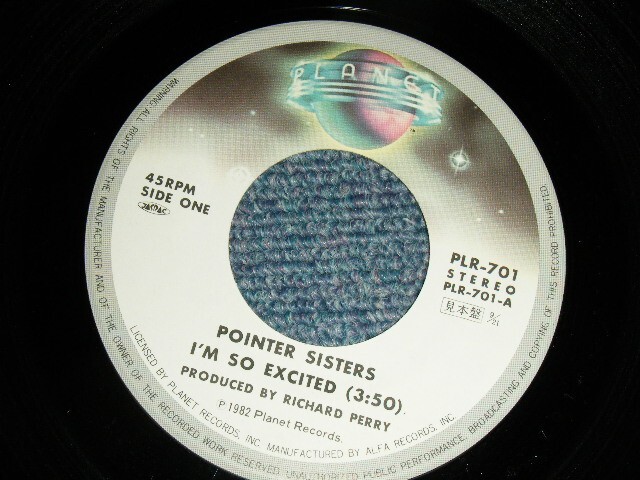 PLANET
45RPM
SIDE ONE
JASRAC
PLR-701
STEREO
PLR-701-A
見本盤 9/21
POINTER SISTERS
I'M SO EXCITED (3:50)
PRODUCED BY RICHARD PERRY
℗ 1982 Planet Records.
LICENSED BY PLANET RECORDS, INC. MANUFACTURED BY ALFA RECORDS, INC.
WARNING: ALL RIGHTS OF THE MANUFACTURER AND OF THE OWNER OF THE RECORDED WORK RESERVED. UNAUTHORIZED PUBLIC PERFORMANCE, BROADCASTING AND COPYING OF THIS RECORD PROHIBITED.